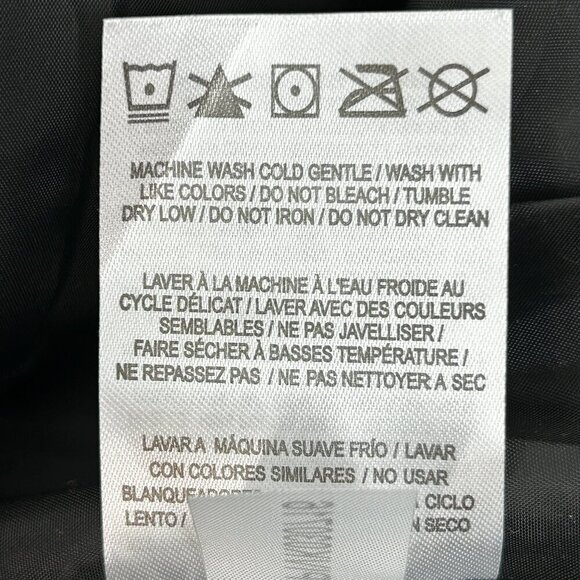 MACHINE WASH COLD GENTLE / WASH WITH
LIKE COLORS / DO NOT BLEACH / TUMBLE
DRY LOW / DO NOT IRON / DO NOT DRY CLEAN
LAVER À LA MACHINE À L'EAU FROIDE AU
CYCLE DÉLICAT / LAVER AVEC DES COULEURS
SEMBLABLES / NE PAS JAVELLISER /
FAIRE SÉCHER À BASSES TEMPÉRATURE /
NE REPASSEZ PAS / NE PAS NETTOYER A SEC
LAVAR A MÁQUINA SUAVE FRÍO / LAVAR
CON COLORES SIMILARES / NO USAR
CICLO
LENTO / EN SECO